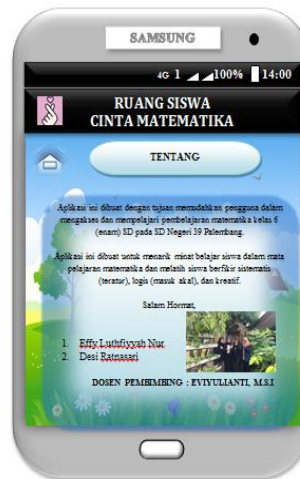 SAMSUNG
4G 1 100% 14:00
RUANG SISWA
CINTA MATEMATIKA
TENTANG
Aplikasi ini dibuat dengan tujuan memudahkan pengguna dalam
mengakses dan mempelajari pembelajaran matematika kelas 6
(enam) SD pada SD Negeri 39 Palembang.
Aplikasi ini dibuat untuk menarik minat belajar siswa dalam mata
pelajaran matematika dan melatih siswa berfikir sistematis
(teratur), logis (masuk akal), dan kreatif.
Salam Hormat,
1. Effy Luthfiyyah Nur
2. Desi Ratnasari
DOSEN PEMBIMBING : EVIYULIANTI, M.S.I